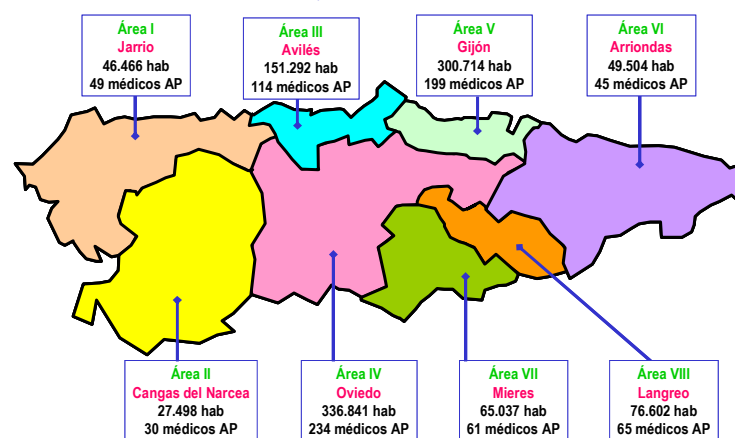 Área I
Jarrio
46.466 hab
49 médicos AP
Área III
Avilés
151.292 hab
114 médicos AP
Área V
Gijón
300.714 hab
199 médicos AP
Área VI
Arriondas
49.504 hab
45 médicos AP
Área II
Cangas del Narcea
27.498 hab
30 médicos AP
Área IV
Oviedo
336.841 hab
234 médicos AP
Área VII
Mieres
65.037 hab
61 médicos AP
Área VIII
Langreo
76.602 hab
65 médicos AP